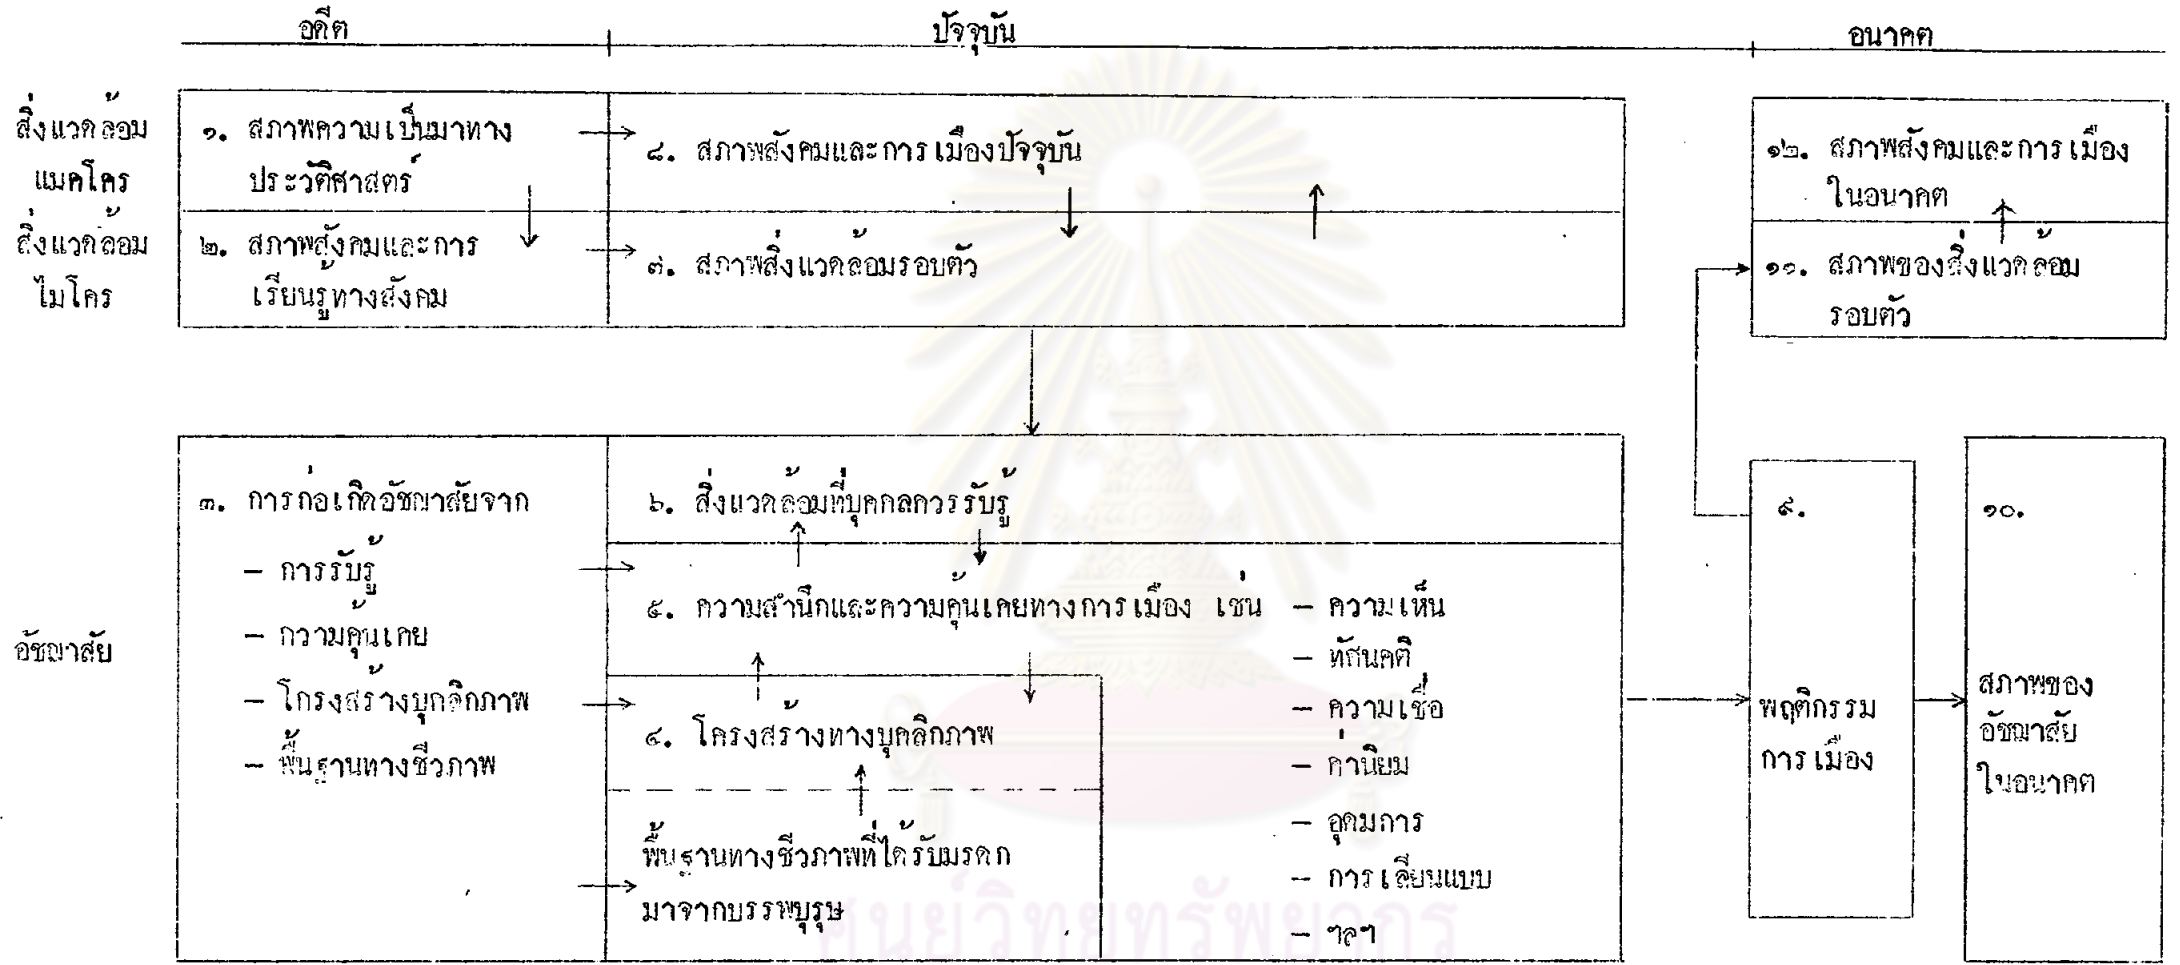 อดีต
ปัจจุบัน
อนาคต
สิ่งแวดล้อม
แมคโคร
๑. สภาพความเป็นมาทาง
ประวัติศาสตร์
๘. สภาพสังคมและการเมืองปัจจุบัน
๑๒. สภาพสังคมและการเมือง
ในอนาคต
สิ่งแวดล้อม
ไมโคร
๒. สภาพสังคมและการ
เรียนรู้ทางสังคม
๗. สภาพสิ่งแวดล้อมรอบตัว
๑๑. สภาพของสิ่งแวดล้อม
รอบตัว
อัชฌาสัย
๓. การก่อเกิดอัชฌาสัยจาก
– การรับรู้
– ความคุ้นเคย
– โครงสร้างบุคลิกภาพ
– พื้นฐานทางชีวภาพ
๖. สิ่งแวดล้อมที่บุคคลควรรับรู้
๕. ความสำนึกและความคุ้นเคยทางการเมือง เช่น – ความเห็น
– ทัศนคติ
– ความเชื่อ
– ค่านิยม
– อุดมการ
– การเลียนแบบ
– ฯลฯ
๔. โครงสร้างทางบุคลิกภาพ
พื้นฐานทางชีวภาพที่ได้รับมรดก
มาจากบรรพบุรุษ
๙.
พฤติกรรม
การเมือง
๑๐.
สภาพของ
อัชฌาสัย
ในอนาคต
ศูนย์วิทยทรัพยากร